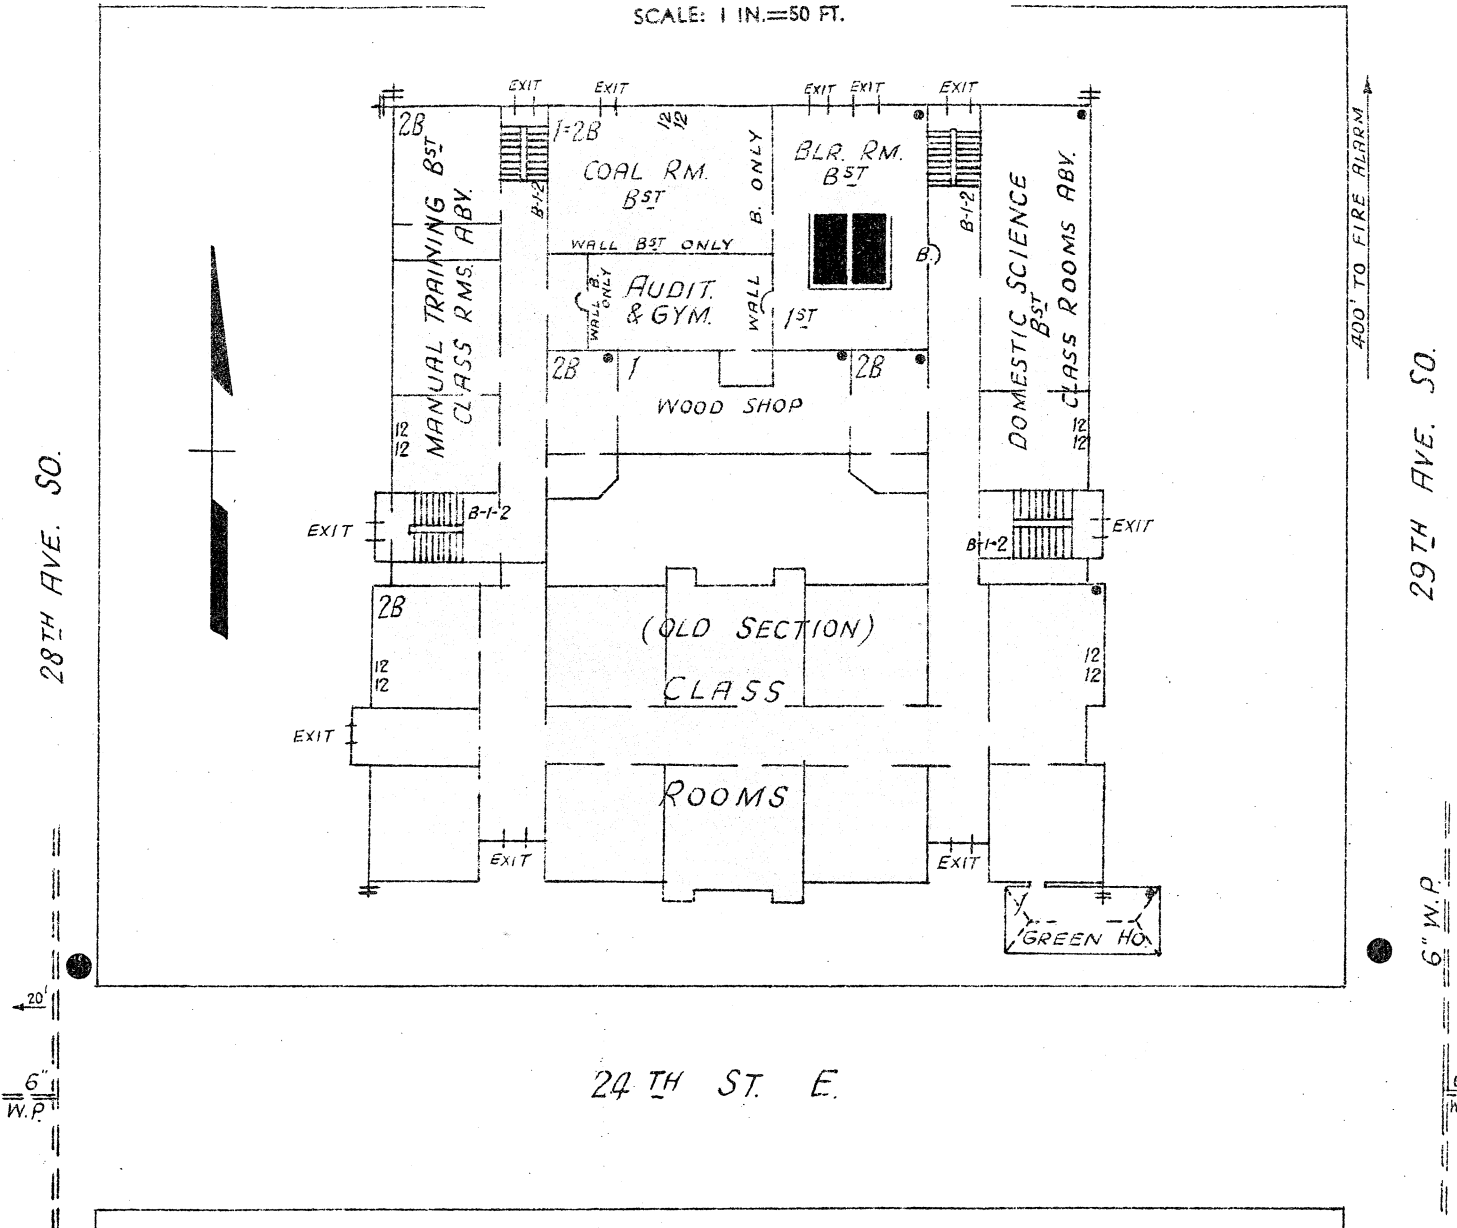 SCALE: 1 IN.=50 FT.
EXIT
EXIT
EXIT
EXIT
EXIT
2B
1=2B
12
12
COAL RM.
BST
B. ONLY
WALL
BLR. RM.
BST
B-1-2
B-1-2
MANUAL TRAINING BST
CLASS RMS. ABV.
DOMESTIC SCIENCE
BST
CLASS ROOMS ABV.
400' TO FIRE ALARM
WALL BST ONLY
WALL B.
ONLY
AUDIT.
& GYM.
B.
1ST
2B
1
2B
WOOD SHOP
12
12
12
12
28TH AVE. SO.
29TH AVE. SO.
EXIT
B-1-2
B-1-2
EXIT
2B
(OLD SECTION)
12
12
12
12
CLASS
EXIT
ROOMS
EXIT
EXIT
1
GREEN HO.
6" W.P.
20'
6"
W.P.
24TH ST. E.